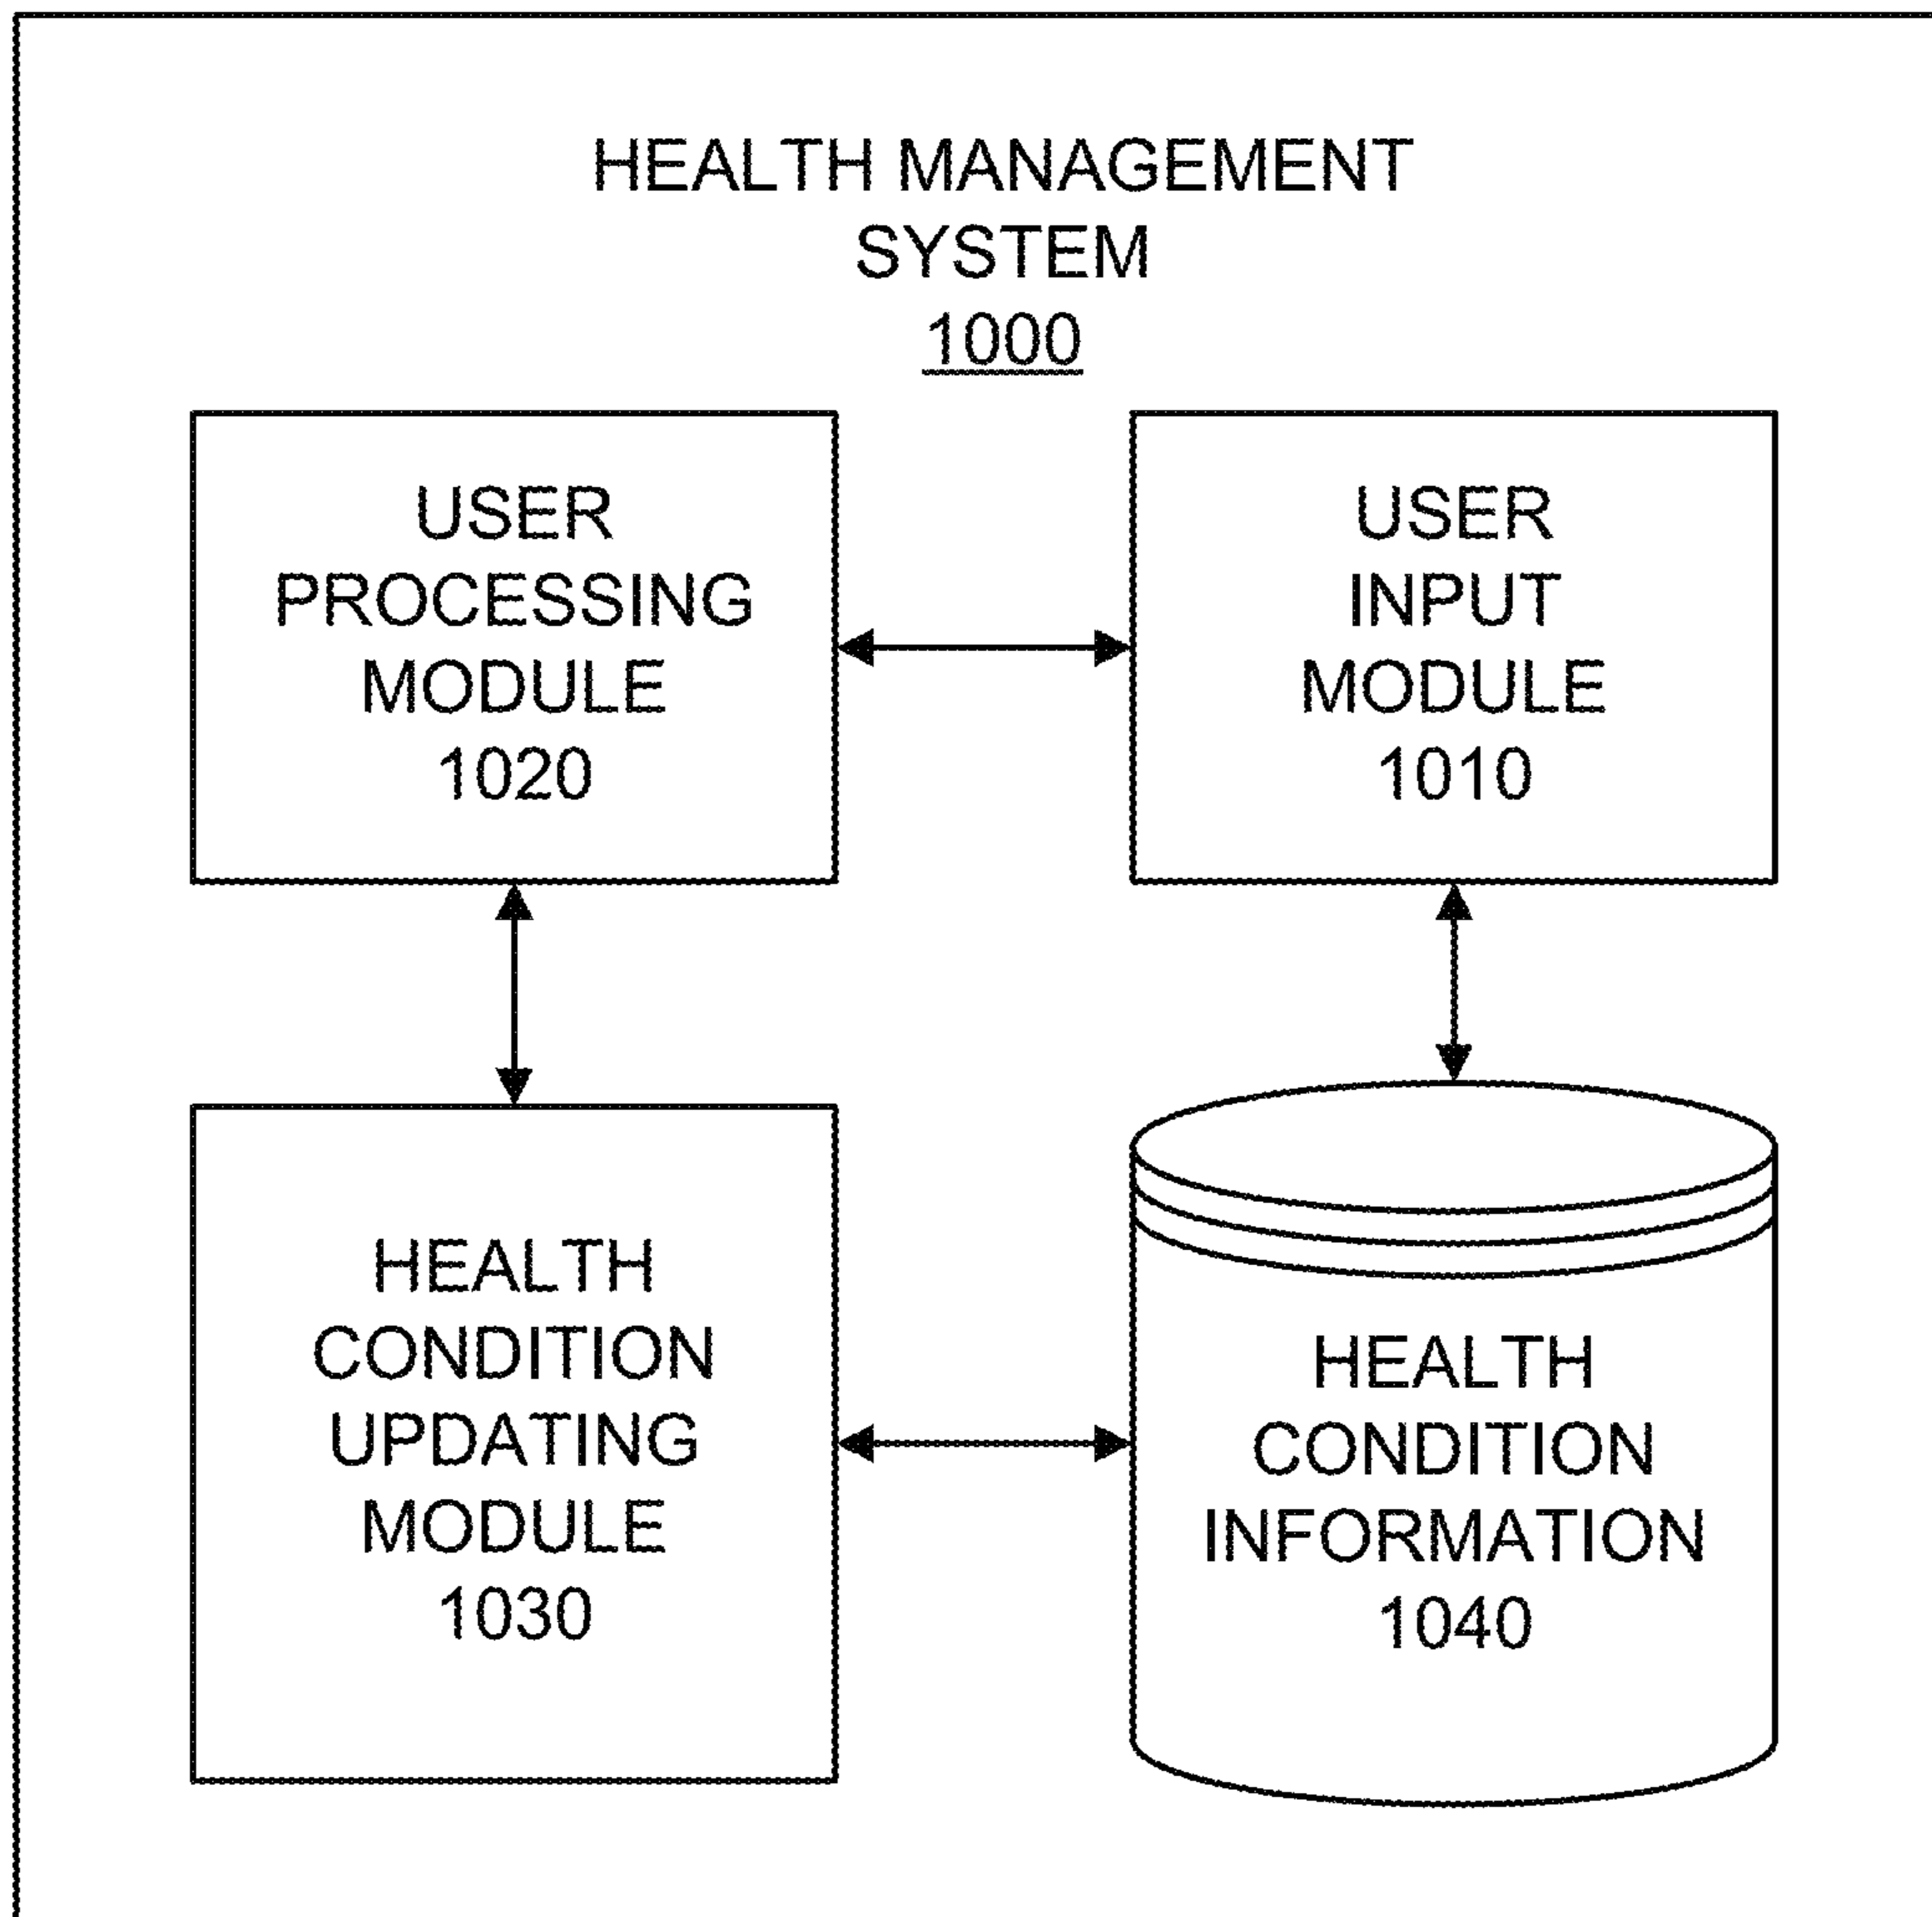 HEALTH MANAGEMENT
SYSTEM
1000
USER
PROCESSING
MODULE
1020
USER
INPUT
MODULE
1010
HEALTH
CONDITION
UPDATING
MODULE
1030
HEALTH
CONDITION
INFORMATION
1040